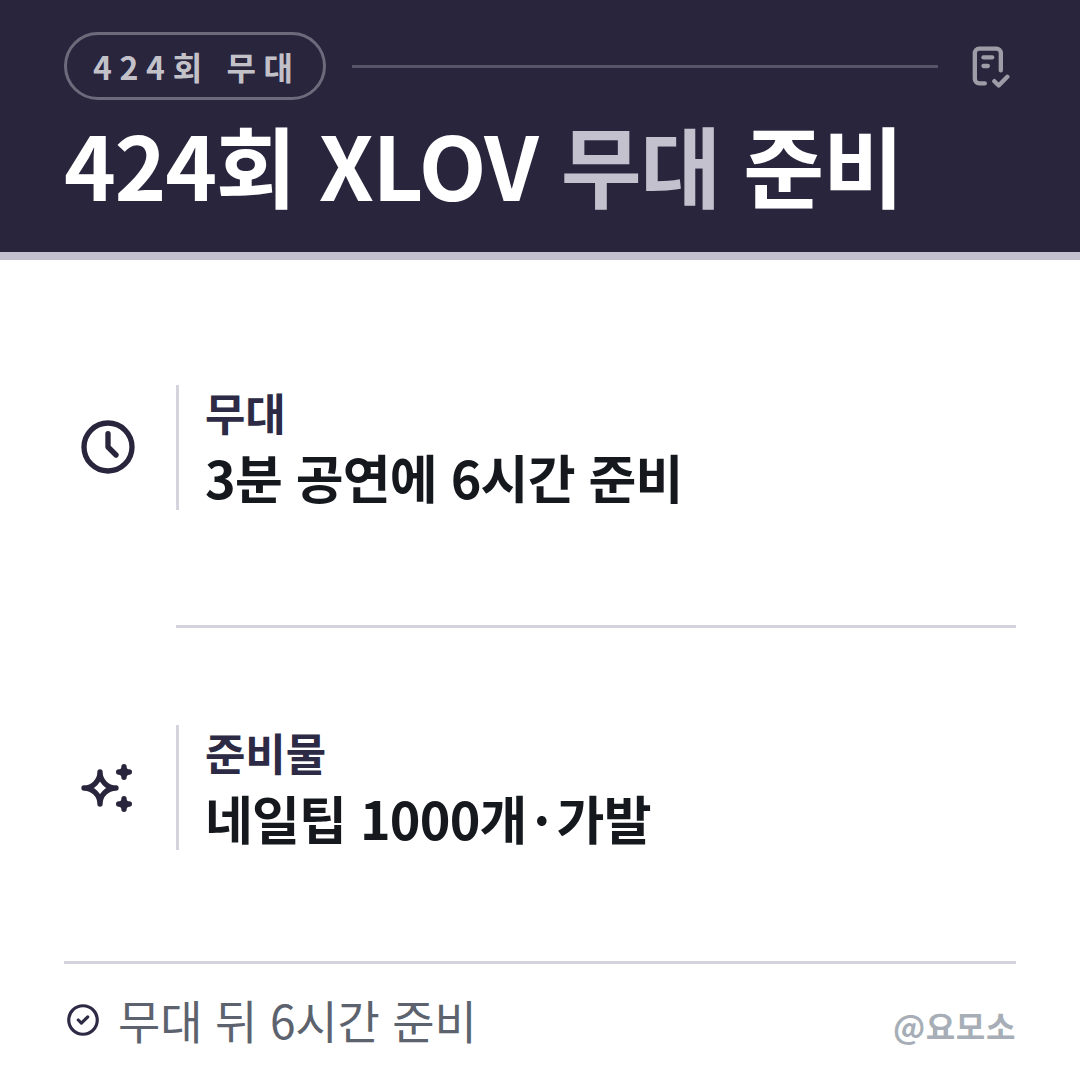 424회 무대
424회 XLOV 무대 준비
무대
3분 공연에 6시간 준비
준비물
네일팁 1000개·가발
무대 뒤 6시간 준비
@요모소